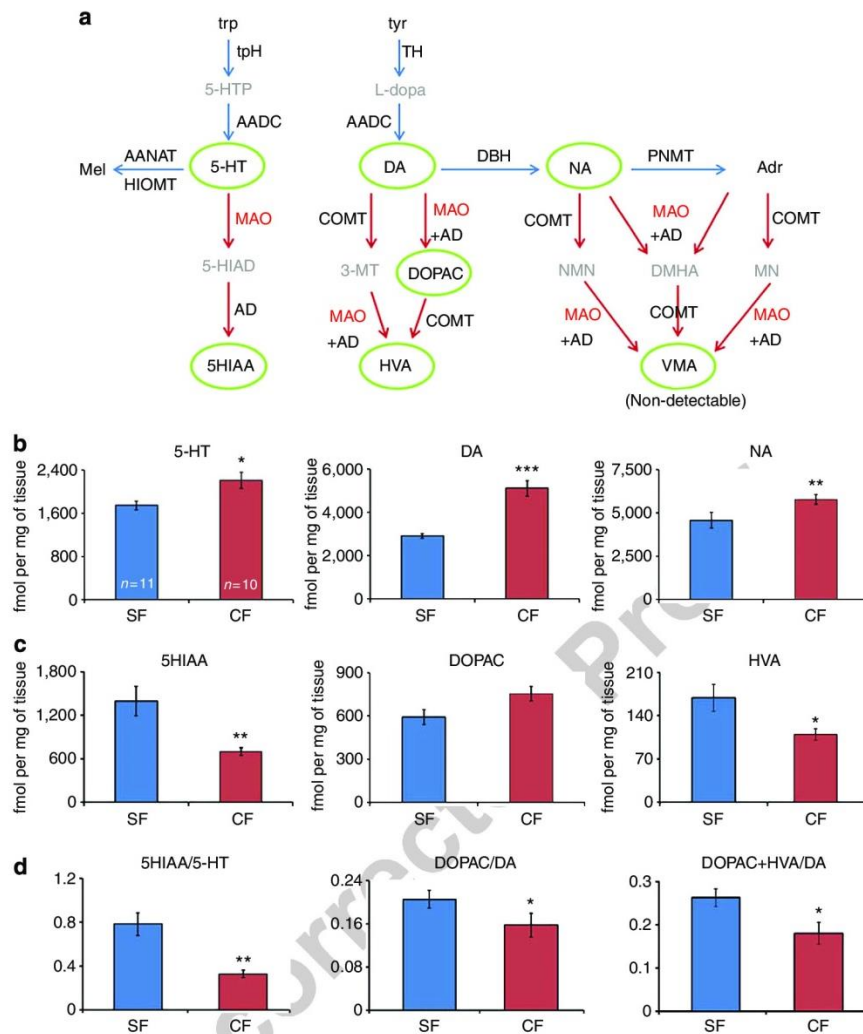 a
trp
tyr
tpH
TH
5-HTP
L-dopa
AADC
AADC
Mel
AANAT
HIOMT
5-HT
DA
DBH
NA
PNMT
Adr
MAO
COMT
MAO
+AD
COMT
MAO
+AD
COMT
5-HIAD
3-MT
DOPAC
NMN
DMHA
MN
AD
MAO
+AD
COMT
MAO
+AD
COMT
MAO
+AD
5HIAA
HVA
VMA
(Non-detectable)
b
5-HT
fmol per mg of tissue
2,400
1,600
800
0
n=11
n=10
SF
CF
DA
fmol per mg of tissue
6,000
4,000
2,000
0
***
SF
CF
NA
fmol per mg of tissue
7,500
5,000
2,500
0
**
SF
CF
*
c
5HIAA
fmol per mg of tissue
1,800
1,200
600
0
**
SF
CF
DOPAC
fmol per mg of tissue
900
600
300
0
SF
CF
HVA
fmol per mg of tissue
210
140
70
0
*
SF
CF
d
5HIAA/5-HT
1.2
0.8
0.4
0
**
SF
CF
DOPAC/DA
0.24
0.16
0.08
0
*
SF
CF
DOPAC+HVA/DA
0.3
0.2
0.1
0
*
SF
CF